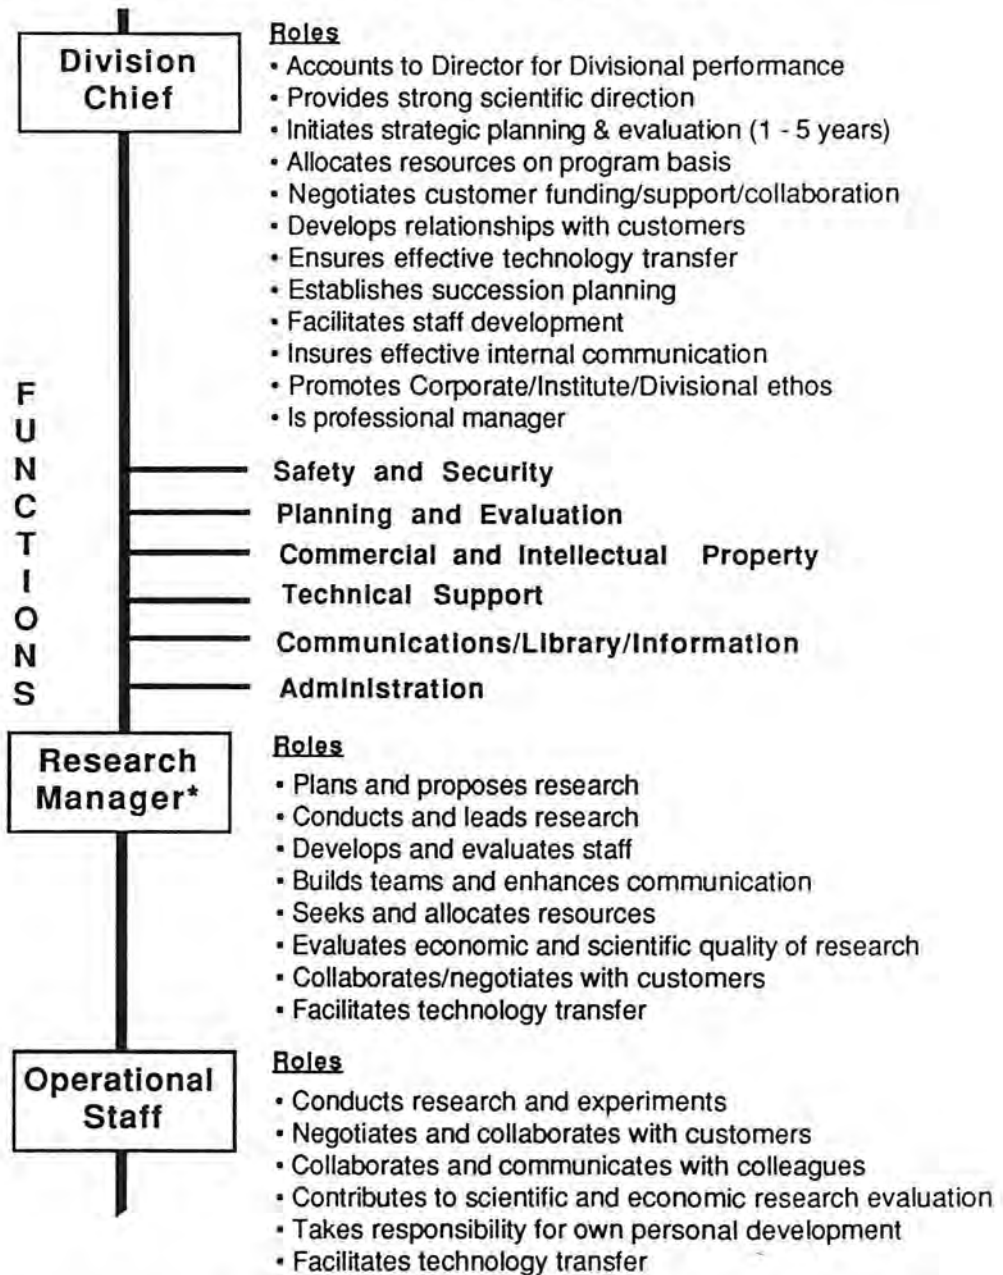 Division
Chief
Roles
• Accounts to Director for Divisional performance
• Provides strong scientific direction
• Initiates strategic planning & evaluation (1 - 5 years)
• Allocates resources on program basis
• Negotiates customer funding/support/collaboration
• Develops relationships with customers
• Ensures effective technology transfer
• Establishes succession planning
• Facilitates staff development
• Insures effective internal communication
• Promotes Corporate/Institute/Divisional ethos
• Is professional manager
FUNCTIONS
Safety and Security
Planning and Evaluation
Commercial and Intellectual Property
Technical Support
Communications/Library/Information
Administration
Research
Manager*
Roles
• Plans and proposes research
• Conducts and leads research
• Develops and evaluates staff
• Builds teams and enhances communication
• Seeks and allocates resources
• Evaluates economic and scientific quality of research
• Collaborates/negotiates with customers
• Facilitates technology transfer
Operational
Staff
Roles
• Conducts research and experiments
• Negotiates and collaborates with customers
• Collaborates and communicates with colleagues
• Contributes to scientific and economic research evaluation
• Takes responsibility for own personal development
• Facilitates technology transfer